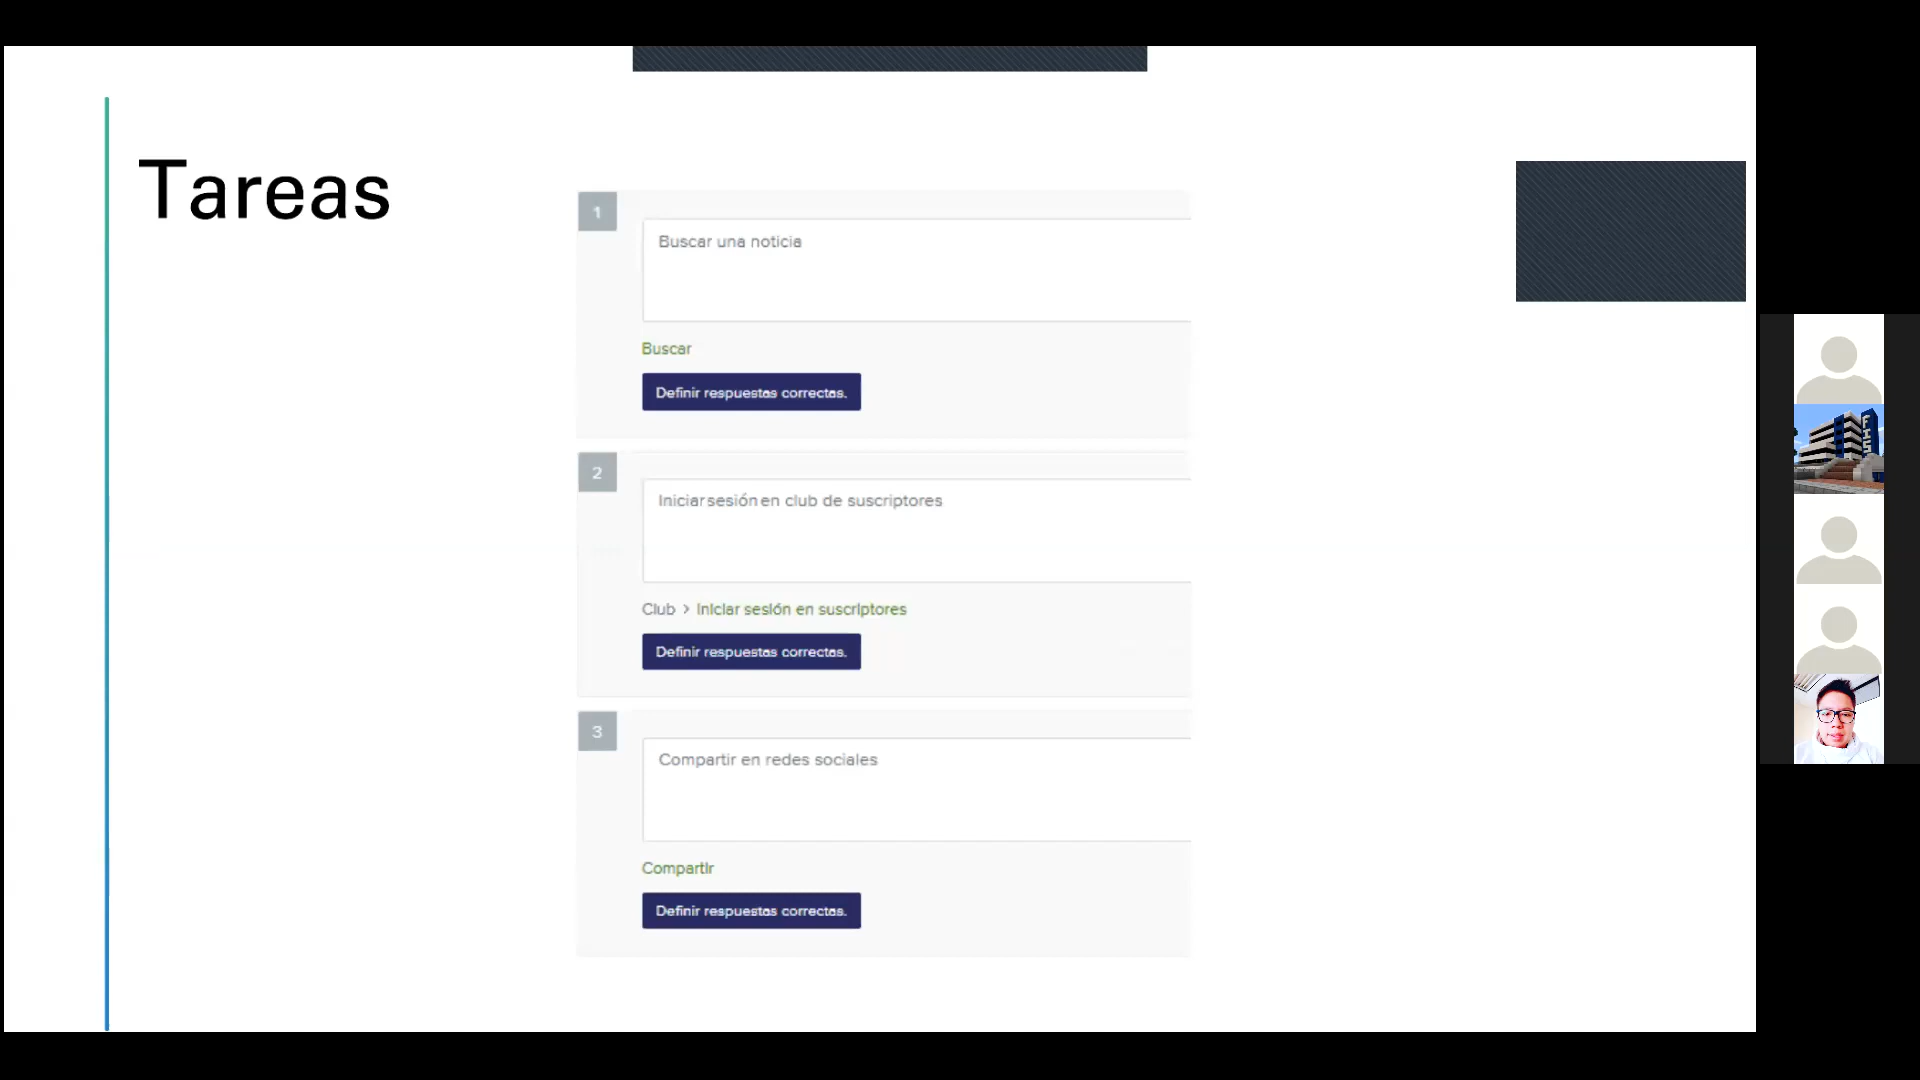 Tareas
1
Buscar una noticia
Buscar
Definir respuestas correctas.
2
Iniciar sesión en club de suscriptores
Club > Iniciar sesión en suscriptores
Definir respuestas correctas.
3
Compartir en redes sociales
Compartir
Definir respuestas correctas.